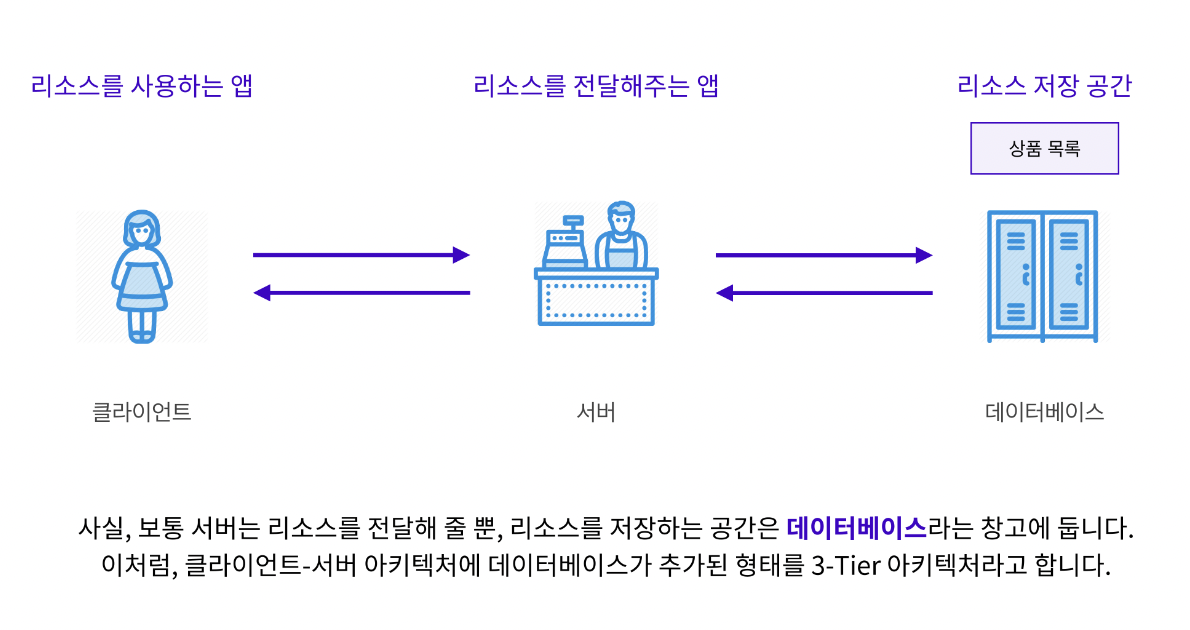 리소스를 사용하는 앱
리소스를 전달해주는 앱
리소스 저장 공간
상품 목록
클라이언트
서버
데이터베이스
사실, 보통 서버는 리소스를 전달해 줄 뿐, 리소스를 저장하는 공간은 데이터베이스라는 창고에 둡니다.
이처럼, 클라이언트-서버 아키텍처에 데이터베이스가 추가된 형태를 3-Tier 아키텍처라고 합니다.